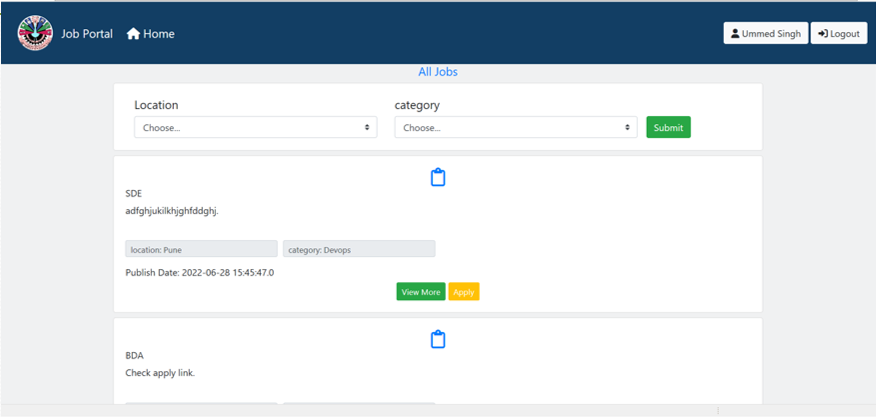 Job Portal Home Ummed Singh Logout
All Jobs
Location category
Choose... Choose... Submit
SDE
adfghjukilkhjghfddghj.
location: Pune category: Devops
Publish Date: 2022-06-28 15:45:47.0
View More Apply
BDA
Check apply link.